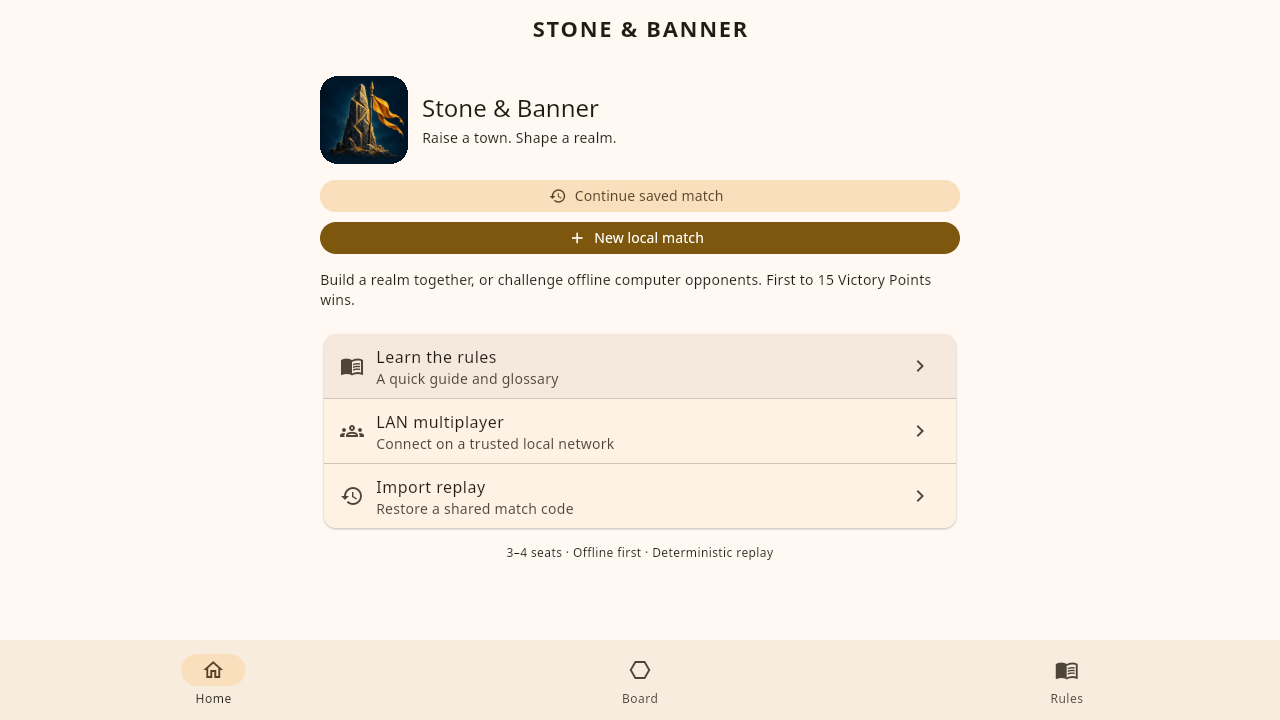 STONE & BANNER
Stone & Banner
Raise a town. Shape a realm.
Continue saved match
New local match
Build a realm together, or challenge offline computer opponents. First to 15 Victory Points
wins.
Learn the rules
A quick guide and glossary
LAN multiplayer
Connect on a trusted local network
Import replay
Restore a shared match code
3–4 seats · Offline first · Deterministic replay
Home
Board
Rules